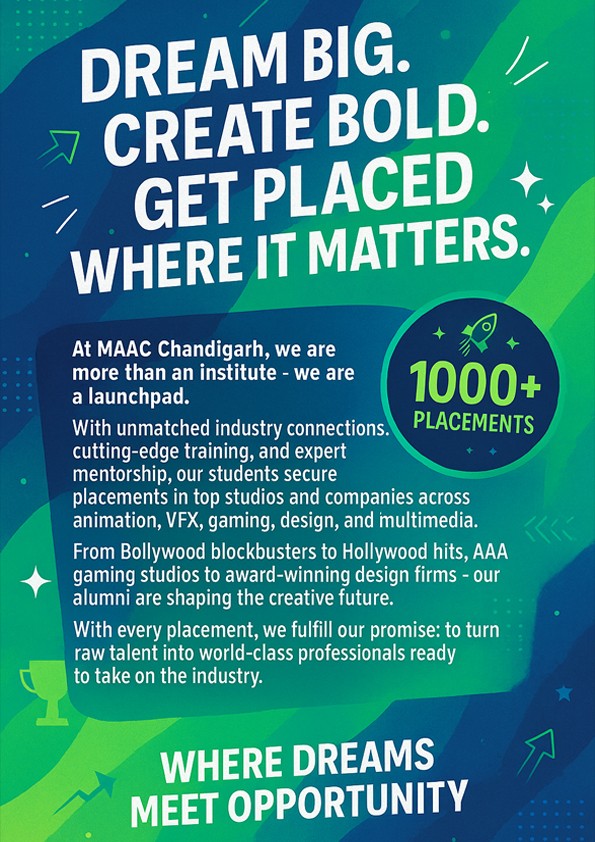 DREAM BIG.
CREATE BOLD.
GET PLACED
WHERE IT MATTERS.
At MAAC Chandigarh, we are
more than an institute - we are
a launchpad.
1000+
PLACEMENTS
With unmatched industry connections.
cutting-edge training, and expert
mentorship, our students secure
placements in top studios and companies across
animation, VFX, gaming, design, and multimedia.
From Bollywood blockbusters to Hollywood hits, AAA
gaming studios to award-winning design firms - our
alumni are shaping the creative future.
With every placement, we fulfill our promise: to turn
raw talent into world-class professionals ready
to take on the industry.
WHERE DREAMS
MEET OPPORTUNITY